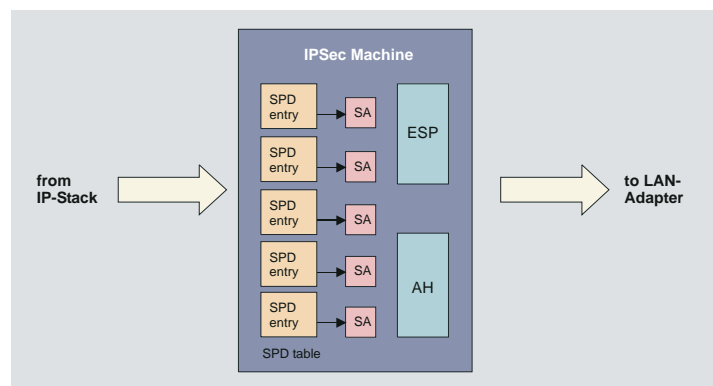 IPSec Machine
SPD
entry
SA
ESP
SPD
entry
SA
from
IP-Stack
to LAN-
Adapter
SPD
entry
SA
SPD
entry
SA
AH
SPD
entry
SA
SPD table